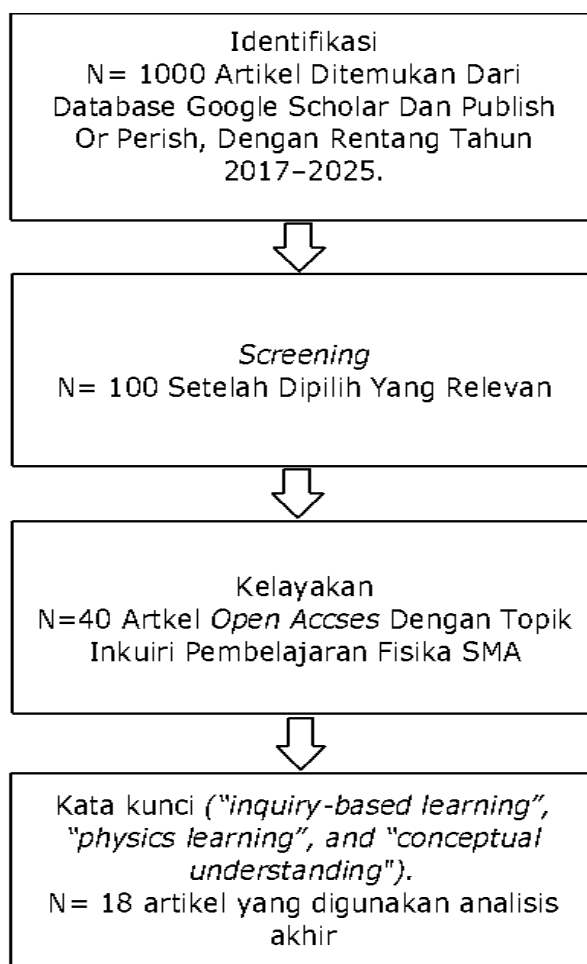 Identifikasi
N= 1000 Artikel Ditemukan Dari
Database Google Scholar Dan Publish
Or Perish, Dengan Rentang Tahun
2017–2025.
Screening
N= 100 Setelah Dipilih Yang Relevan
Kelayakan
N=40 Artkel Open Accses Dengan Topik
Inkuiri Pembelajaran Fisika SMA
Kata kunci (“inquiry-based learning”,
“physics learning”, and “conceptual
understanding").
N= 18 artikel yang digunakan analisis
akhir